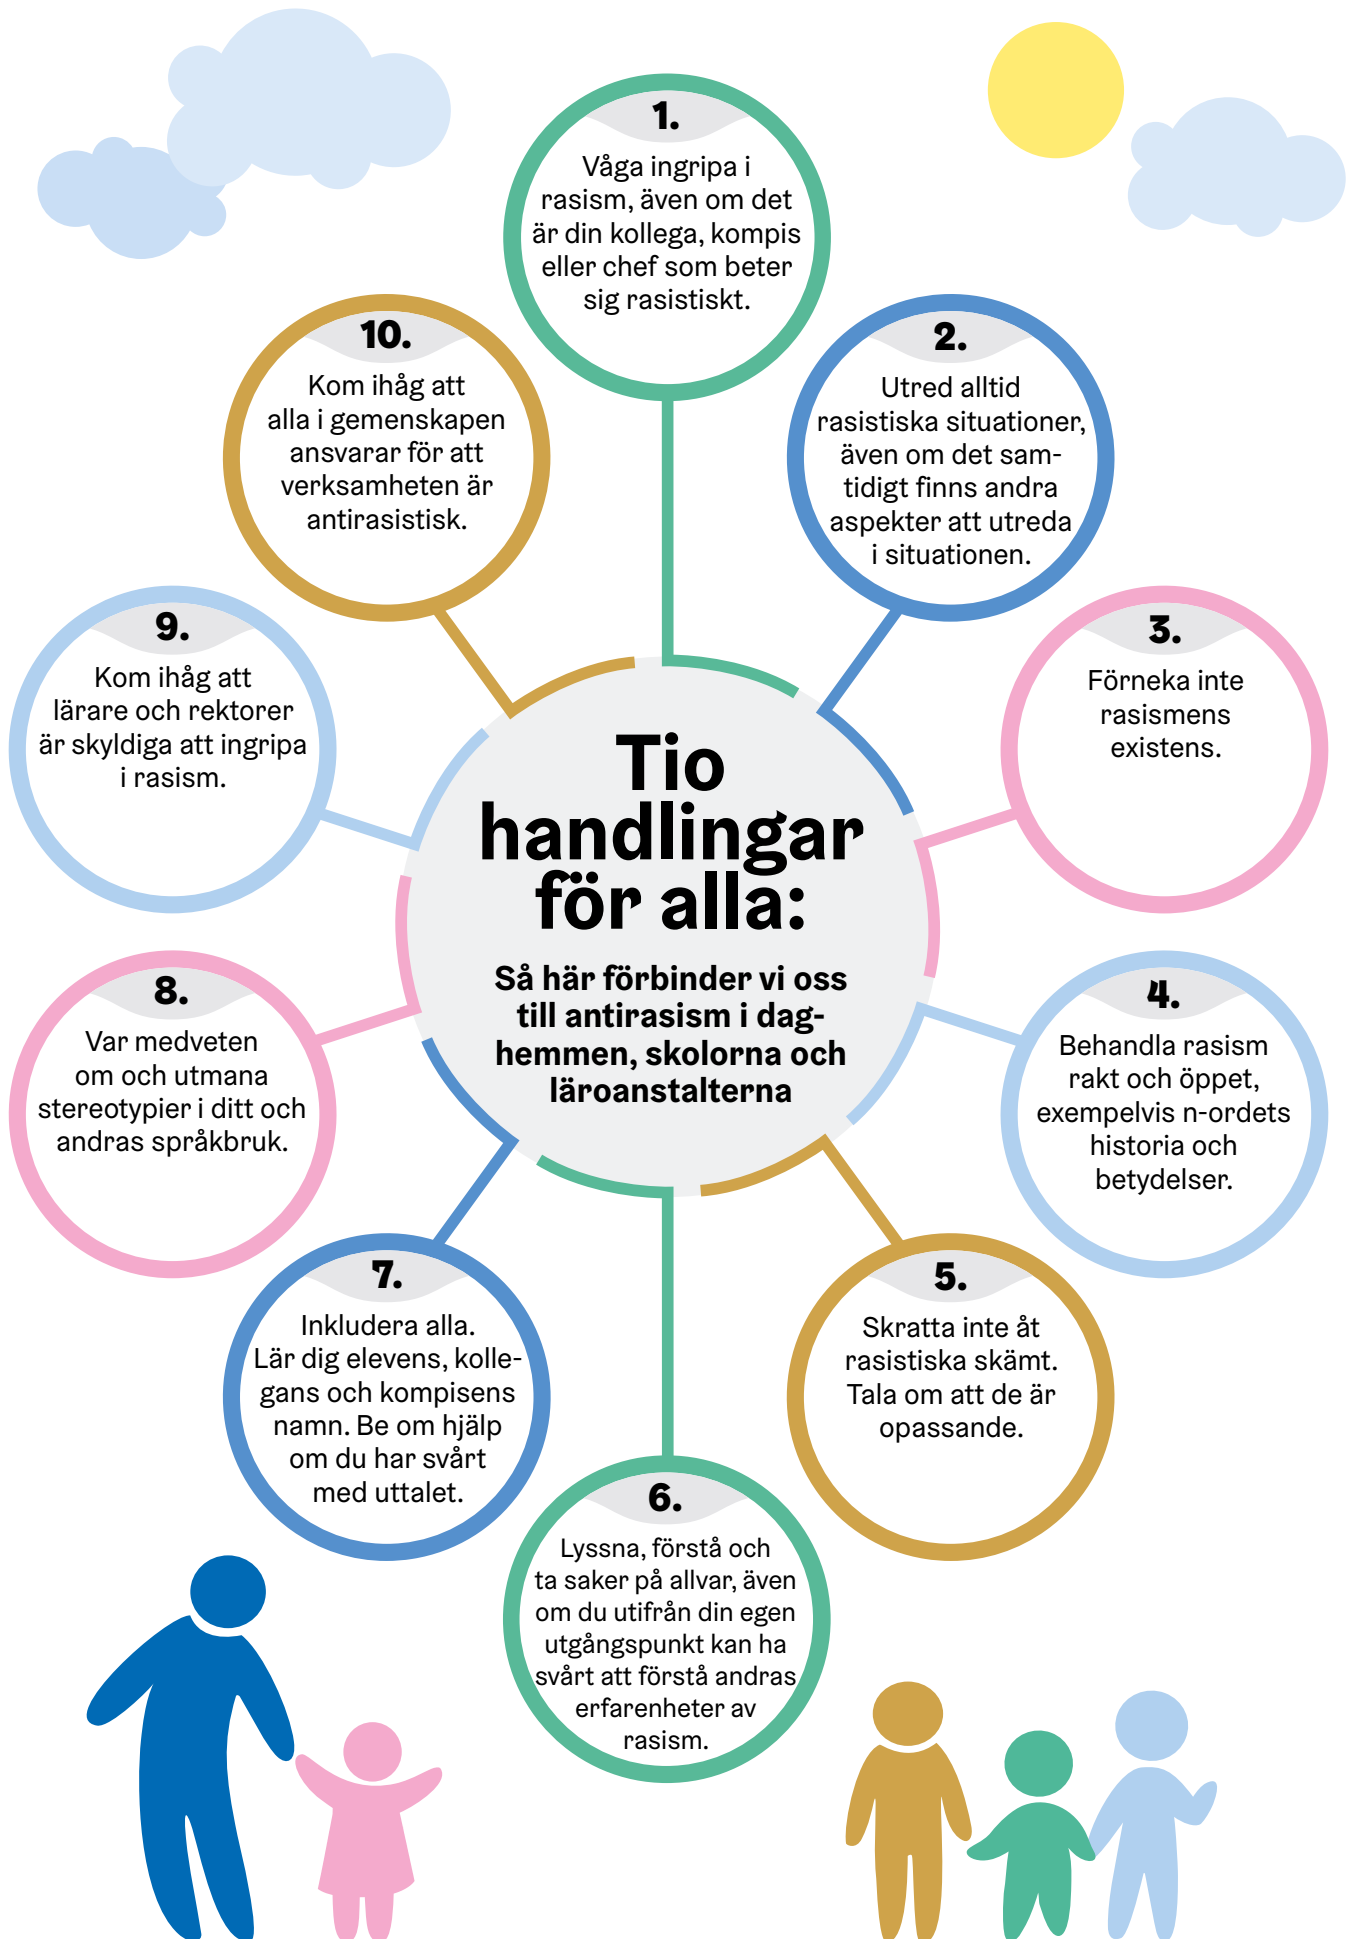 Tio
handlingar
för alla:
Så här förbinder vi oss
till antirasism i dag-
hemmen, skolorna och
läroanstalterna
1.
Våga ingripa i
rasism, även om det
är din kollega, kompis
eller chef som beter
sig rasistiskt.
2.
Utred alltid
rasistiska situationer,
även om det sam-
tidigt finns andra
aspekter att utreda
i situationen.
3.
Förneka inte
rasismens
existens.
4.
Behandla rasism
rakt och öppet,
exempelvis n-ordets
historia och
betydelser.
5.
Skratta inte åt
rasistiska skämt.
Tala om att de är
opassande.
6.
Lyssna, förstå och
ta saker på allvar, även
om du utifrån din egen
utgångspunkt kan ha
svårt att förstå andras
erfarenheter av
rasism.
7.
Inkludera alla.
Lär dig elevens, kolle-
gans och kompisens
namn. Be om hjälp
om du har svårt
med uttalet.
8.
Var medveten
om och utmana
stereotypier i ditt och
andras språkbruk.
9.
Kom ihåg att
lärare och rektorer
är skyldiga att ingripa
i rasism.
10.
Kom ihåg att
alla i gemenskapen
ansvarar för att
verksamheten är
antirasistisk.